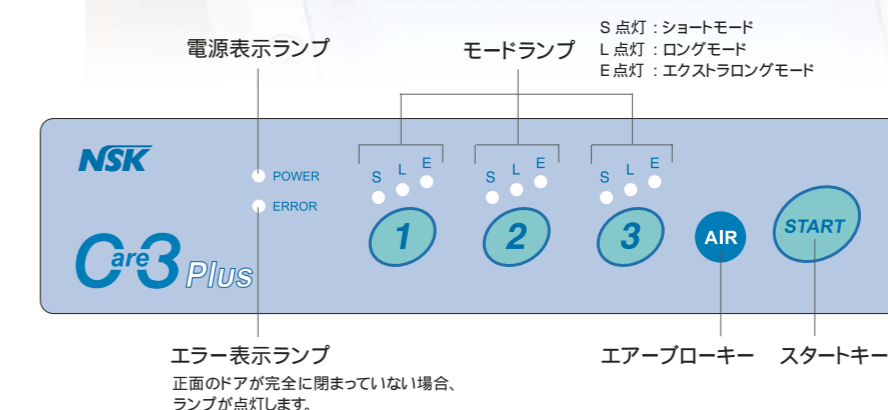 S 点灯：ショートモード
電源表示ランプ モードランプ L 点灯：ロングモード
E 点灯：エクストラロングモード
NSK
POWER S L E S L E S L E
ERROR
Care3 Plus 1 2 3 AIR START
エラー表示ランプ エアーブローキー スタートキー
正面のドアが完全に閉まっていない場合、
ランプが点灯します。